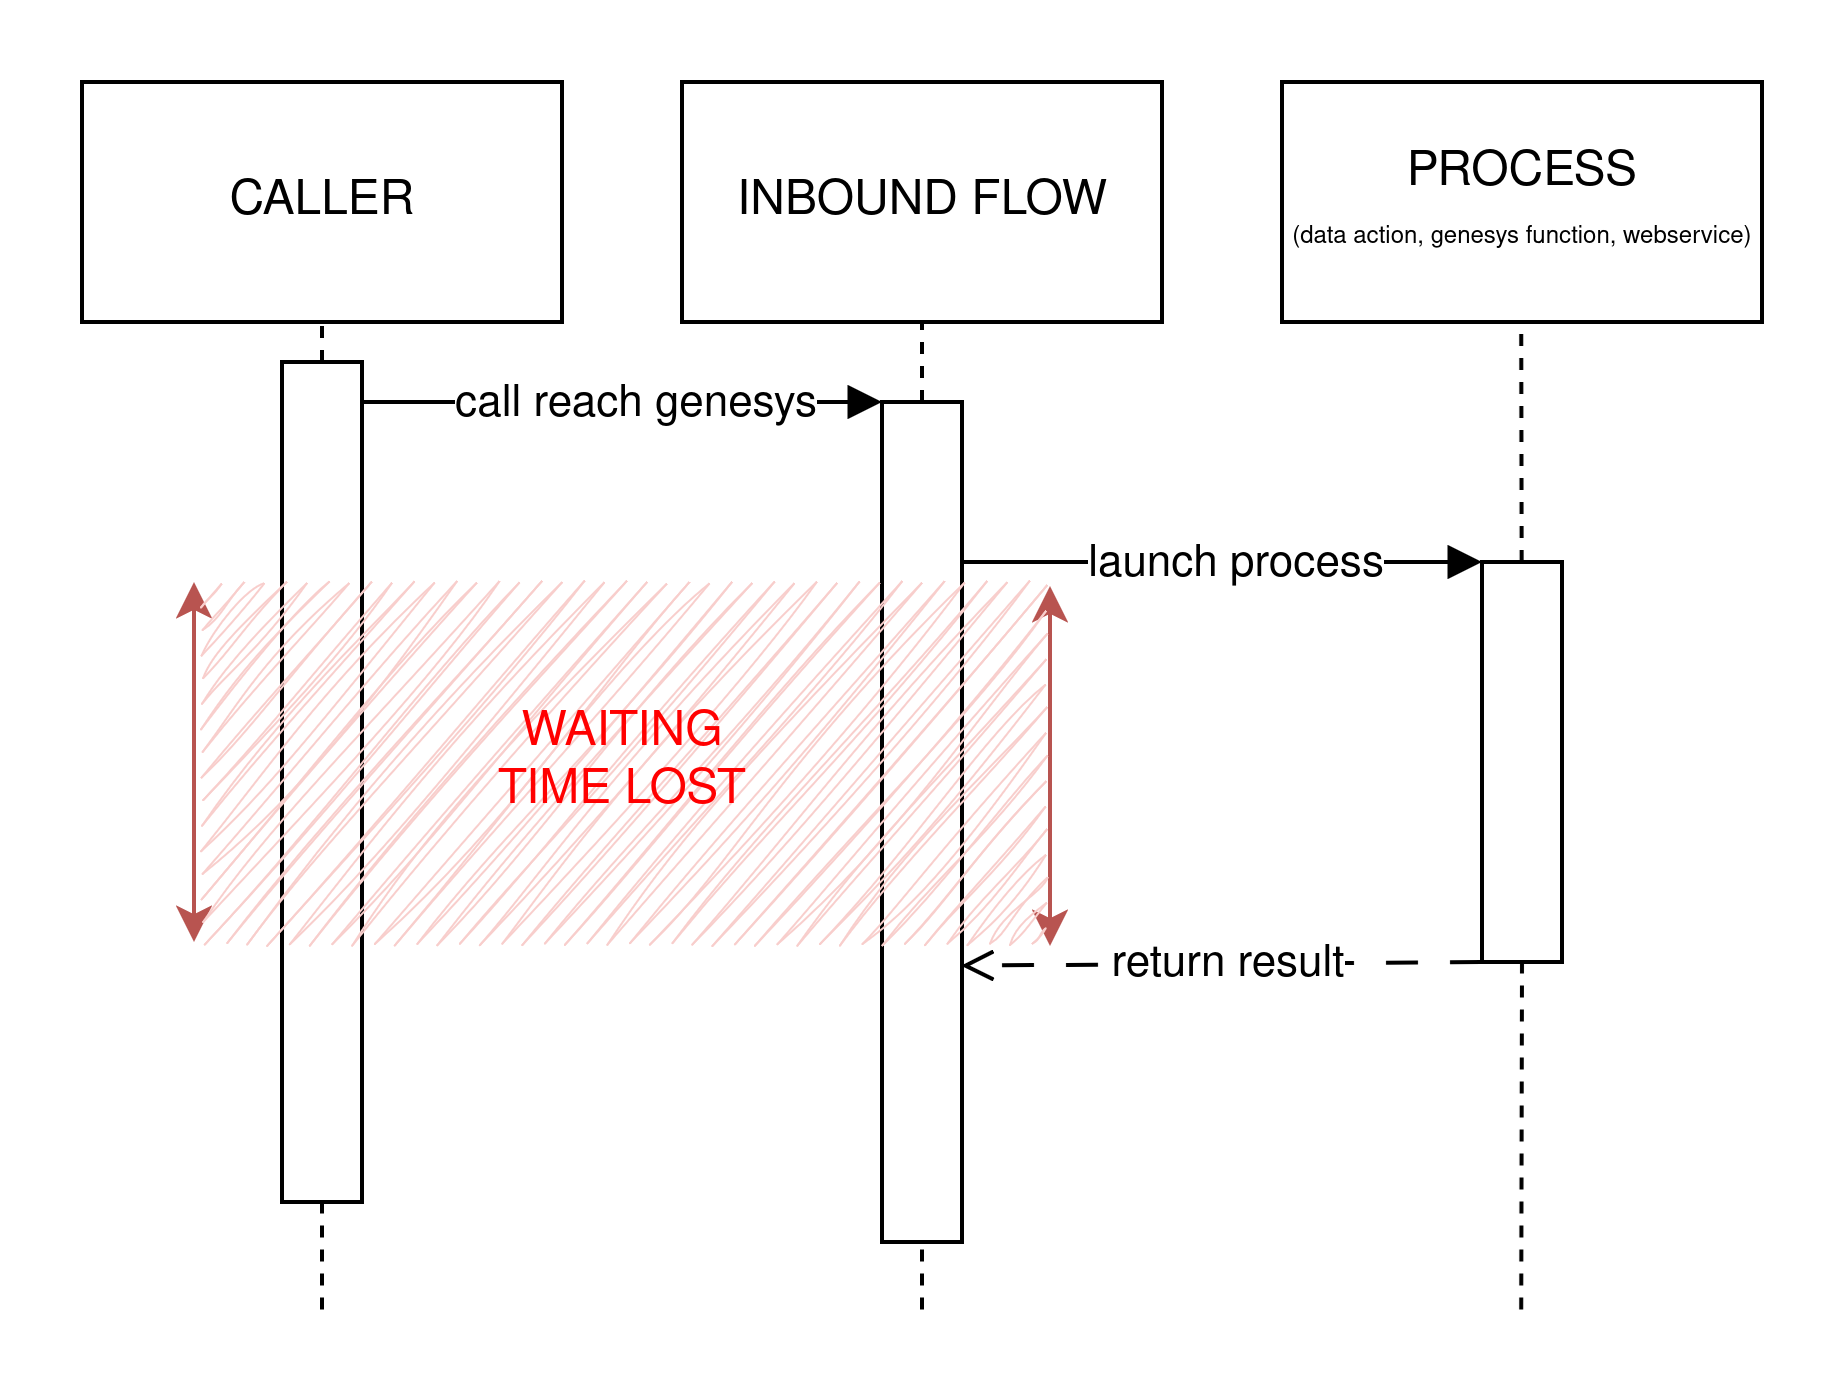 CALLER
INBOUND FLOW
PROCESS
(data action, genesys function, webservice)
call reach genesys
launch process
WAITING
TIME LOST
return result